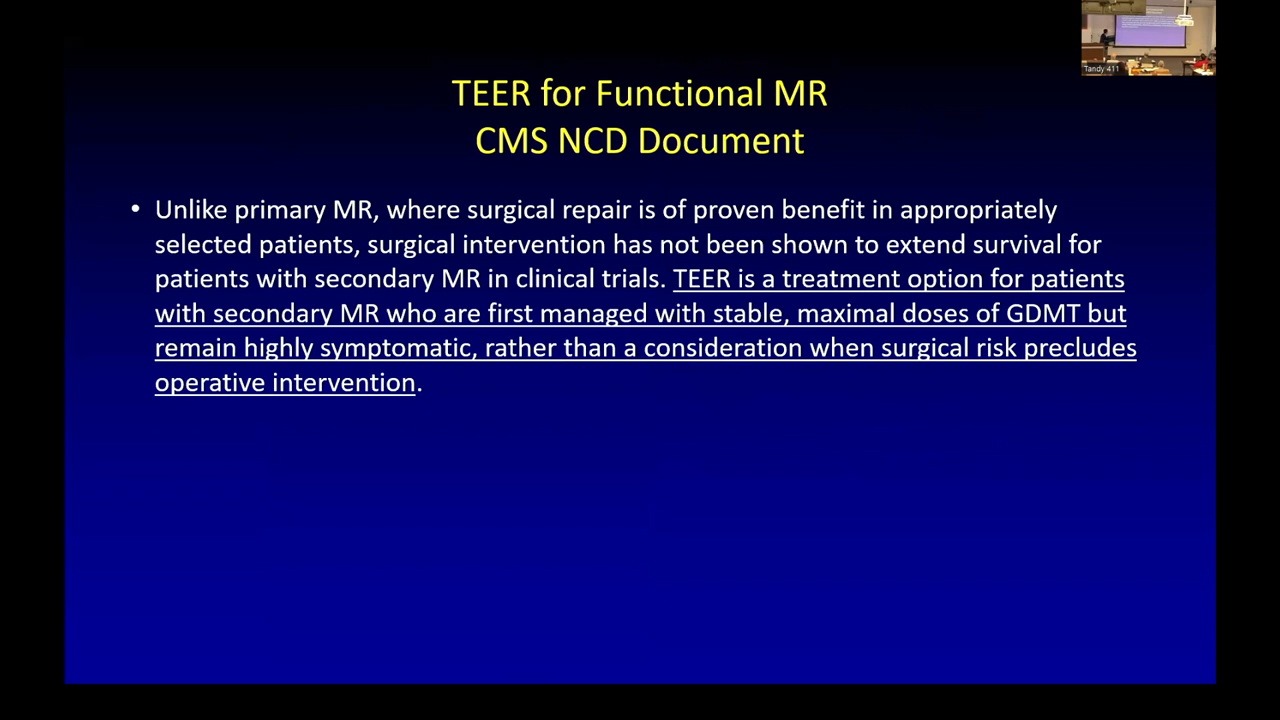 TEER for Functional MR
CMS NCD Document
• Unlike primary MR, where surgical repair is of proven benefit in appropriately
selected patients, surgical intervention has not been shown to extend survival for
patients with secondary MR in clinical trials. TEER is a treatment option for patients
with secondary MR who are first managed with stable, maximal doses of GDMT but
remain highly symptomatic, rather than a consideration when surgical risk precludes
operative intervention.
Tandy 411